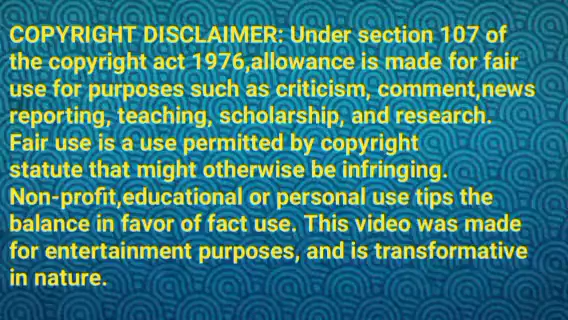 COPYRIGHT DISCLAIMER: Under section 107 of
the copyright act 1976,allowance is made for fair
use for purposes such as criticism, comment,news
reporting, teaching, scholarship, and research.
Fair use is a use permitted by copyright
statute that might otherwise be infringing.
Non-profit,educational or personal use tips the
balance in favor of fact use. This video was made
for entertainment purposes, and is transformative
in nature.